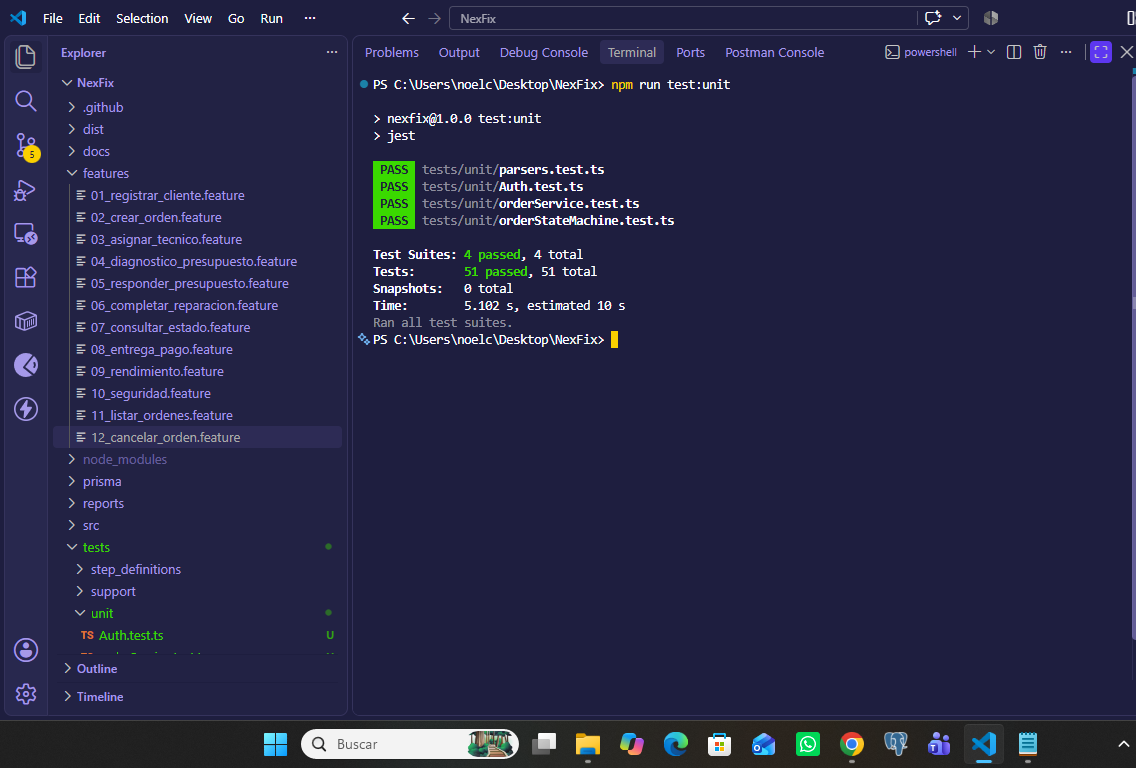 File Edit Selection View Go Run ···
NexFix
Explorer
NexFix
.github
dist
docs
features
01_registrar_cliente.feature
02_crear_orden.feature
03_asignar_tecnico.feature
04_diagnostico_presupuesto.feature
05_responder_presupuesto.feature
06_completar_reparacion.feature
07_consultar_estado.feature
08_entrega_pago.feature
09_rendimiento.feature
10_seguridad.feature
11_listar_ordenes.feature
12_cancelar_orden.feature
node_modules
prisma
reports
src
tests
step_definitions
support
unit
TS Auth.test.ts U
Outline
Timeline
5
Problems Output Debug Console Terminal Ports Postman Console
powershell
PS C:\Users\noelc\Desktop\NexFix> npm run test:unit
> nexfix@1.0.0 test:unit
> jest
PASS tests/unit/parsers.test.ts
PASS tests/unit/Auth.test.ts
PASS tests/unit/orderService.test.ts
PASS tests/unit/orderStateMachine.test.ts
Test Suites: 4 passed, 4 total
Tests: 51 passed, 51 total
Snapshots: 0 total
Time: 5.102 s, estimated 10 s
Ran all test suites.
PS C:\Users\noelc\Desktop\NexFix>
Buscar